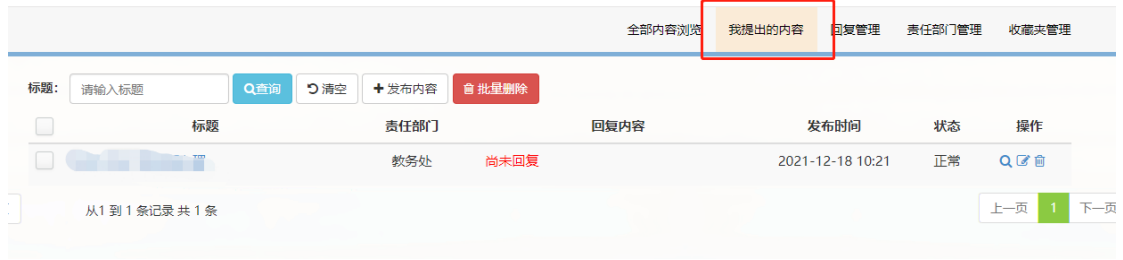 全部内容浏览 我提出的内容 回复管理 责任部门管理 收藏夹管理
标题: 请输入标题 查询 清空 发布内容 批量删除
标题 责任部门 回复内容 发布时间 状态 操作
教务处 尚未回复 2021-12-18 10:21 正常
从1 到 1 条记录 共 1 条 上一页 1 下一页